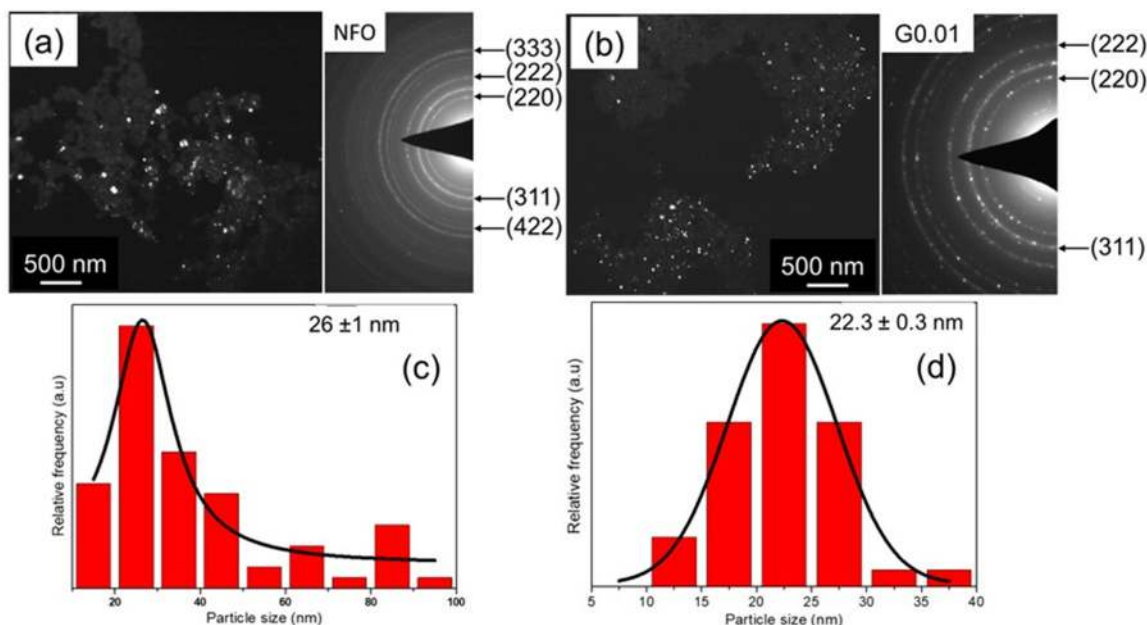 (a)
NFO
(333)
(222)
(220)
(311)
(422)
500 nm
(b)
G0.01
(222)
(220)
(311)
500 nm
26 ±1 nm
(c)
Relative frequency (a.u)
20
40
60
80
100
Particle size (nm)
22.3 ± 0.3 nm
(d)
Relative frequency (a.u)
5
10
15
20
25
30
35
40
Particle size (nm)